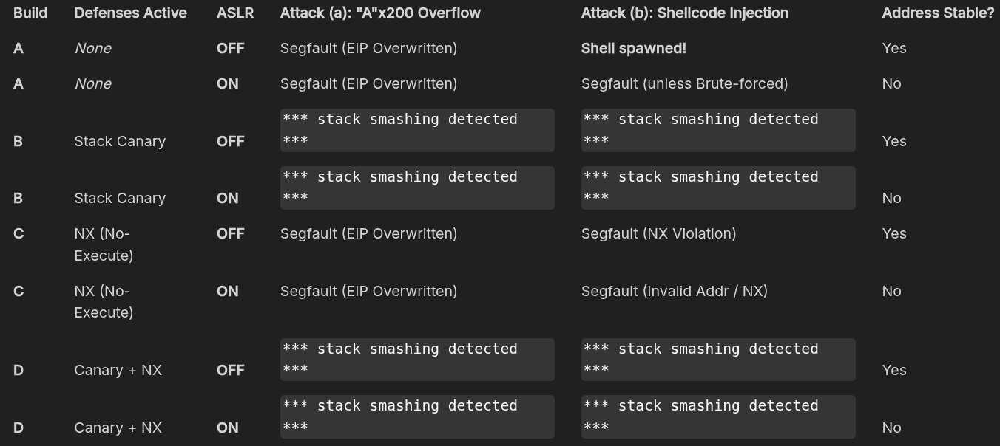 Build Defenses Active ASLR Attack (a): "A"x200 Overflow Attack (b): Shellcode Injection Address Stable?
A None OFF Segfault (EIP Overwritten) Shell spawned! Yes
A None ON Segfault (EIP Overwritten) Segfault (unless Brute-forced) No
*** stack smashing detected *** stack smashing detected
B Stack Canary OFF *** *** Yes
*** stack smashing detected *** stack smashing detected
B Stack Canary ON *** *** No
C NX (No- OFF Segfault (EIP Overwritten) Segfault (NX Violation) Yes
Execute)
C NX (No- ON Segfault (EIP Overwritten) Segfault (Invalid Addr / NX) No
Execute)
*** stack smashing detected *** stack smashing detected
D Canary + NX OFF *** *** Yes
*** stack smashing detected *** stack smashing detected
D Canary + NX ON *** *** No